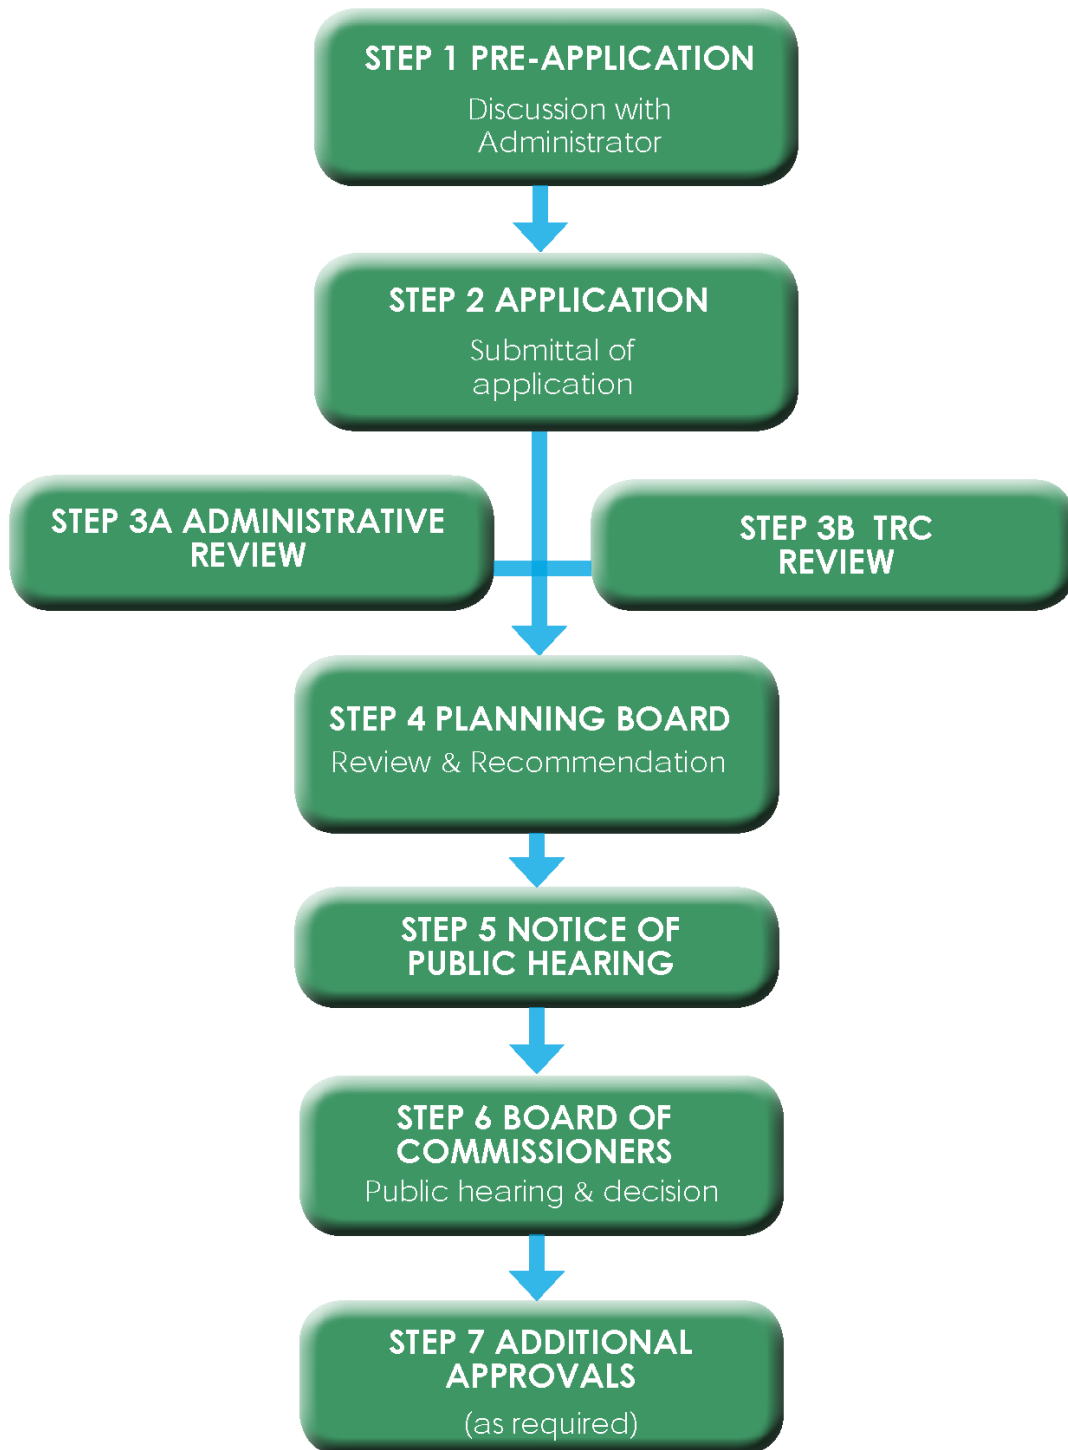 STEP 1 PRE-APPLICATION
Discussion with
Administrator
STEP 2 APPLICATION
Submittal of
application
STEP 3A ADMINISTRATIVE
REVIEW
STEP 3B TRC
REVIEW
STEP 4 PLANNING BOARD
Review & Recommendation
STEP 5 NOTICE OF
PUBLIC HEARING
STEP 6 BOARD OF
COMMISSIONERS
Public hearing & decision
STEP 7 ADDITIONAL
APPROVALS
(as required)